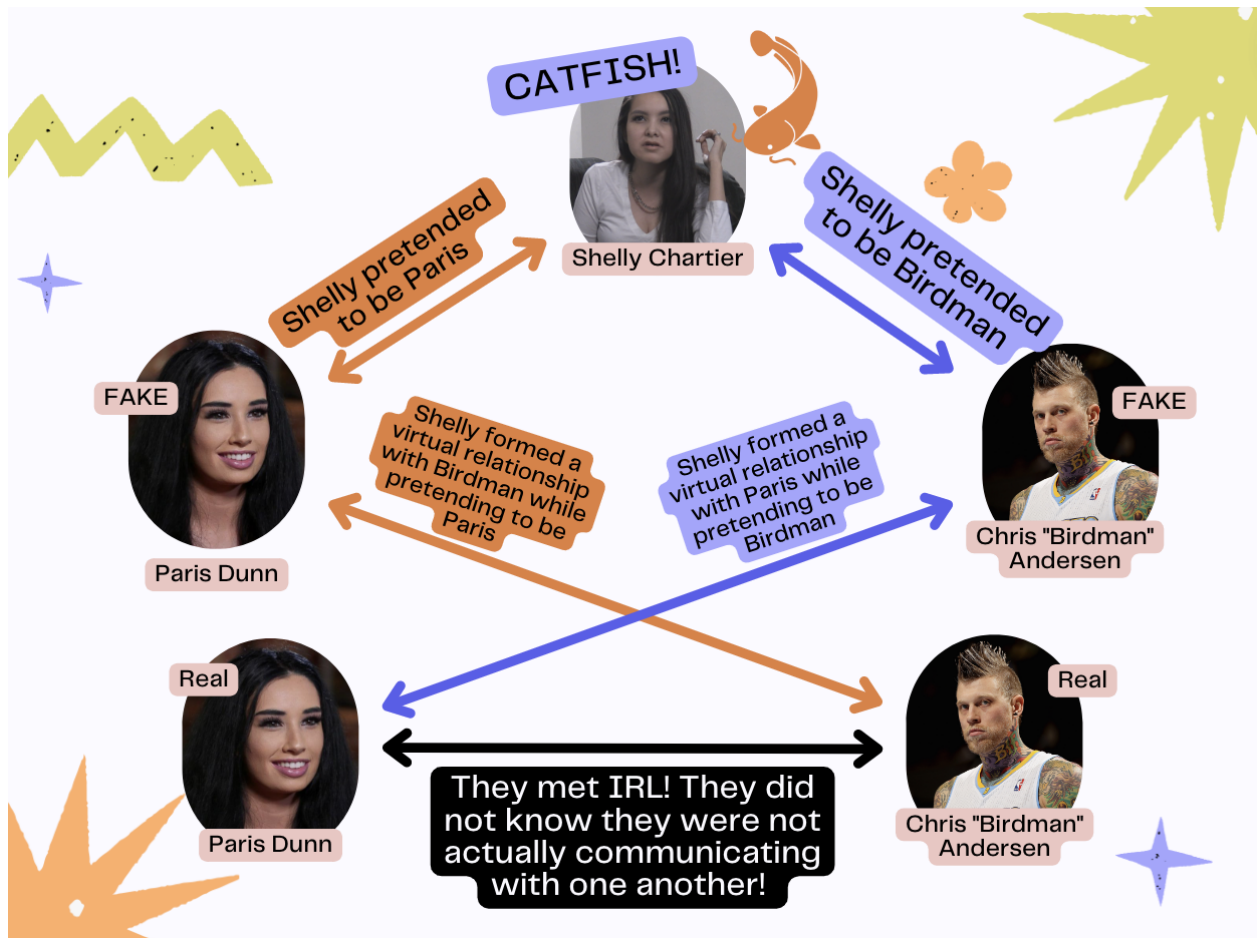 CATFISH!
Shelly Chartier
Shelly pretended
to be Paris
Shelly pretended
to be Birdman
FAKE
Paris Dunn
FAKE
Chris "Birdman"
Andersen
Shelly formed a
virtual relationship
with Birdman while
pretending to be
Paris
Shelly formed a
virtual relationship
with Paris while
pretending to be
Birdman
Real
Paris Dunn
Real
Chris "Birdman"
Andersen
They met IRL! They did
not know they were not
actually communicating
with one another!